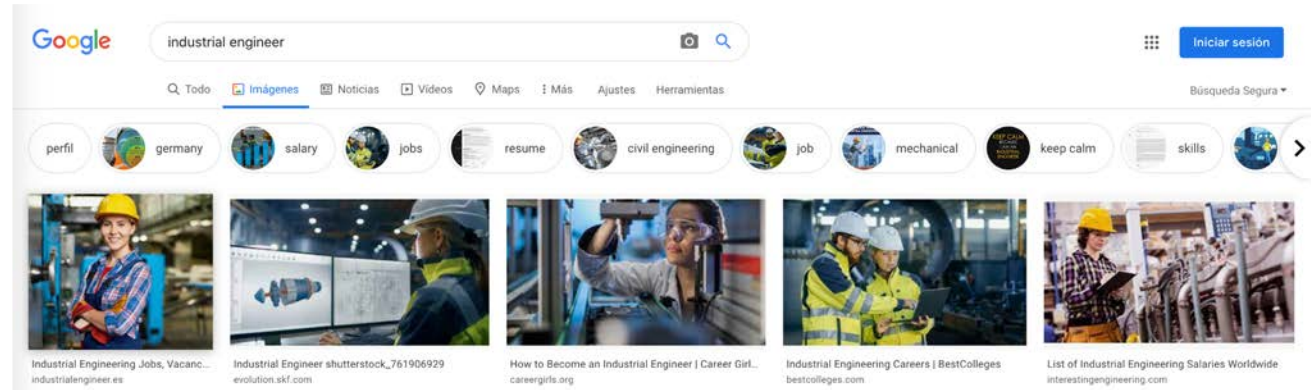 Google
industrial engineer
Iniciar sesión
Todo Imágenes Noticias Vídeos Maps Más Ajustes Herramientas
Búsqueda Segura
perfil germany salary jobs resume civil engineering job mechanical keep calm skills
KEEP CALM
Industrial Engineering Jobs, Vacanc... Industrial Engineer shutterstock_761906929 How to Become an Industrial Engineer | Career Girl... Industrial Engineering Careers | BestColleges List of Industrial Engineering Salaries Worldwide
industrialengineer.es evolution.skf.com careergirls.org bestcolleges.com interestingengineering.com